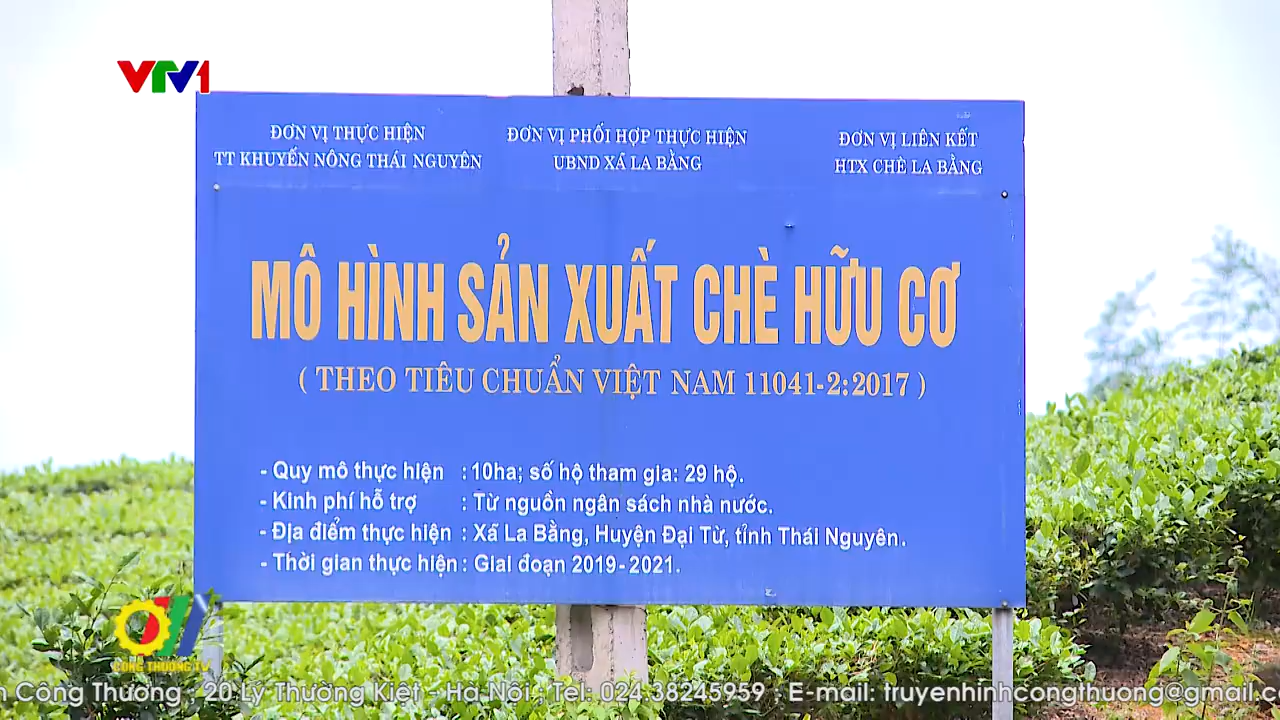 VTV1
ĐƠN VỊ THỰC HIỆN
TT KHUYẾN NÔNG THÁI NGUYÊN
ĐƠN VỊ PHỐI HỢP THỰC HIỆN
UBND XÃ LA BẰNG
ĐƠN VỊ LIÊN KẾT
HTX CHÈ LA BẰNG
MÔ HÌNH SẢN XUẤT CHÈ HỮU CƠ
( THEO TIÊU CHUẨN VIỆT NAM 11041-2:2017 )
- Quy mô thực hiện : 10ha; số hộ tham gia: 29 hộ.
- Kinh phí hỗ trợ : Từ nguồn ngân sách nhà nước.
- Địa điểm thực hiện : Xã La Bằng, Huyện Đại Từ, tỉnh Thái Nguyên.
- Thời gian thực hiện : Giai đoạn 2019-2021.
CÔNG THƯƠNG TV
Công Thương ; 20 Lý Thường Kiệt - Hà Nội ; Tel: 024.38245959 ; E-mail: truyenhinhcongthuong@gmail.c